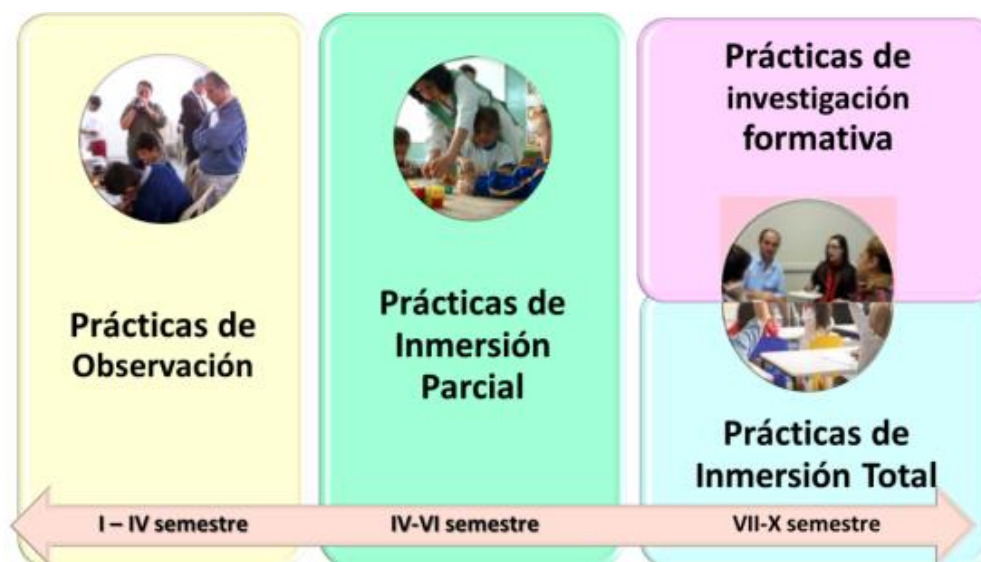 Prácticas de
Observación
Prácticas de
Inmersión
Parcial
Prácticas de
investigación
formativa
Prácticas de
Inmersión Total
I – IV semestre
IV-VI semestre
VII-X semestre